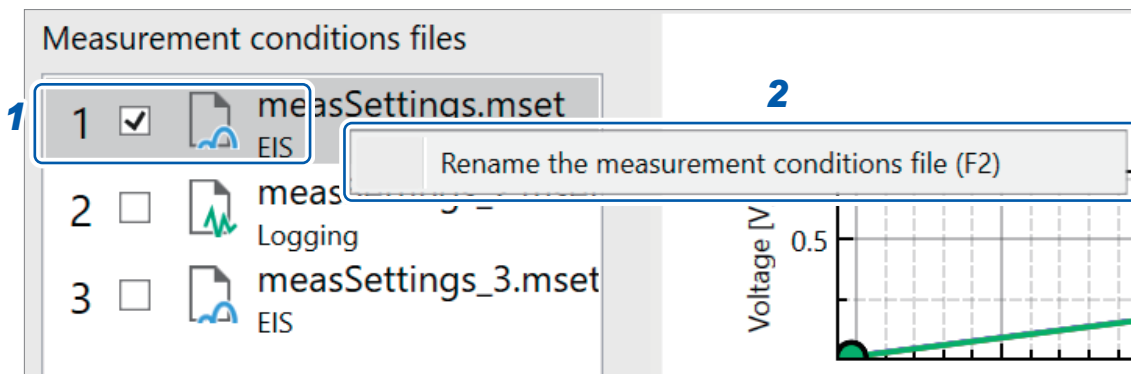 Measurement conditions files
1
2
1
measSettings.mset
EIS
Rename the measurement conditions file (F2)
2
Logging
3
measSettings_3.mset
EIS
Voltage [V
0.5